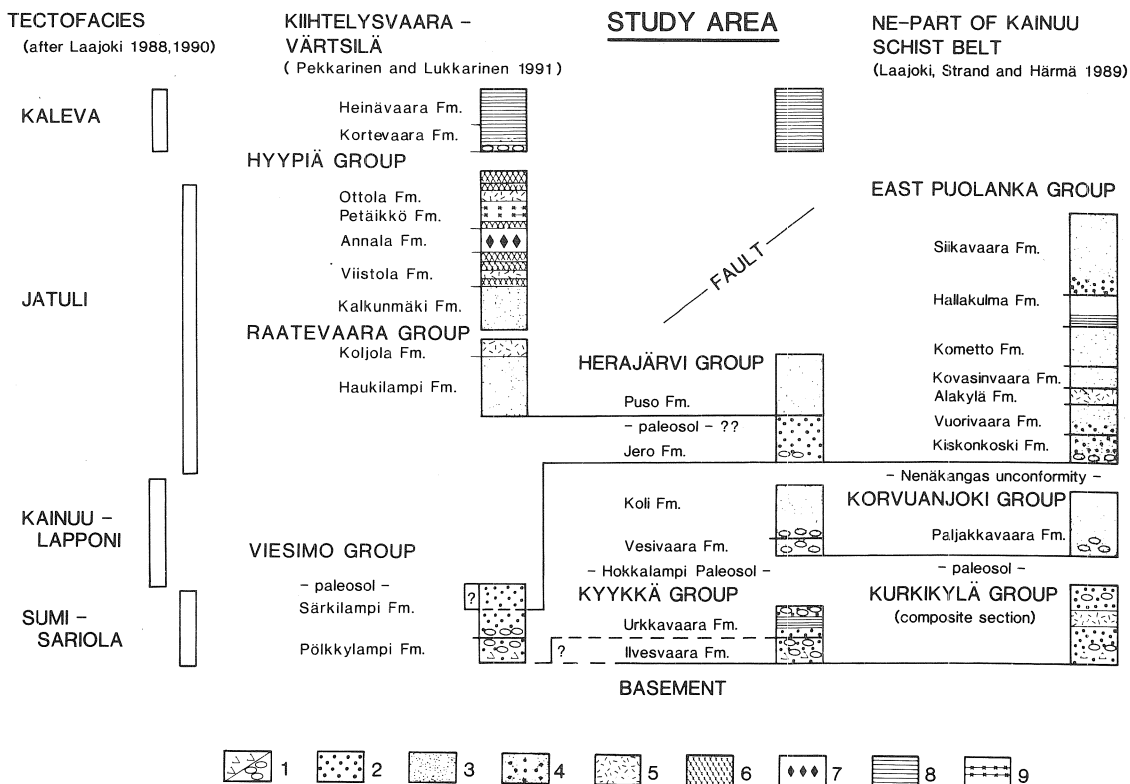 TECTOFACIES
(after Laajoki 1988,1990)
KALEVA
JATULI
KAINUU –
LAPPONI
SUMI –
SARIOLA
KIIHTELYSVAARA –
VÄRTSILÄ
( Pekkarinen and Lukkarinen 1991)
Heinävaara Fm.
Kortevaara Fm.
HYYPIÄ GROUP
Ottola Fm.
Petäikkö Fm.
Annala Fm.
Viistola Fm.
Kalkunmäki Fm.
RAATEVAARA GROUP
Koljola Fm.
Haukilampi Fm.
VIESIMO GROUP
– paleosol –
Särkilampi Fm.
?
Pölkkylampi Fm.
STUDY AREA
FAULT
HERAJÄRVI GROUP
Puso Fm.
– paleosol – ??
Jero Fm.
Koli Fm.
Vesivaara Fm.
– Hokkalampi Paleosol –
KYYKKÄ GROUP
Urkkavaara Fm.
?
Ilvesvaara Fm.
BASEMENT
NE–PART OF KAINUU
SCHIST BELT
(Laajoki, Strand and Härmä 1989)
EAST PUOLANKA GROUP
Siikavaara Fm.
Hallakulma Fm.
Kometto Fm.
Kovasinvaara Fm.
Alakylä Fm.
Vuorivaara Fm.
Kiskonkoski Fm.
– Nenäkangas unconformity –
KORVUANJOKI GROUP
Paljakkavaara Fm.
– paleosol –
KURKIKYLÄ GROUP
(composite section)
1 2 3 4 5 6 7 8 9